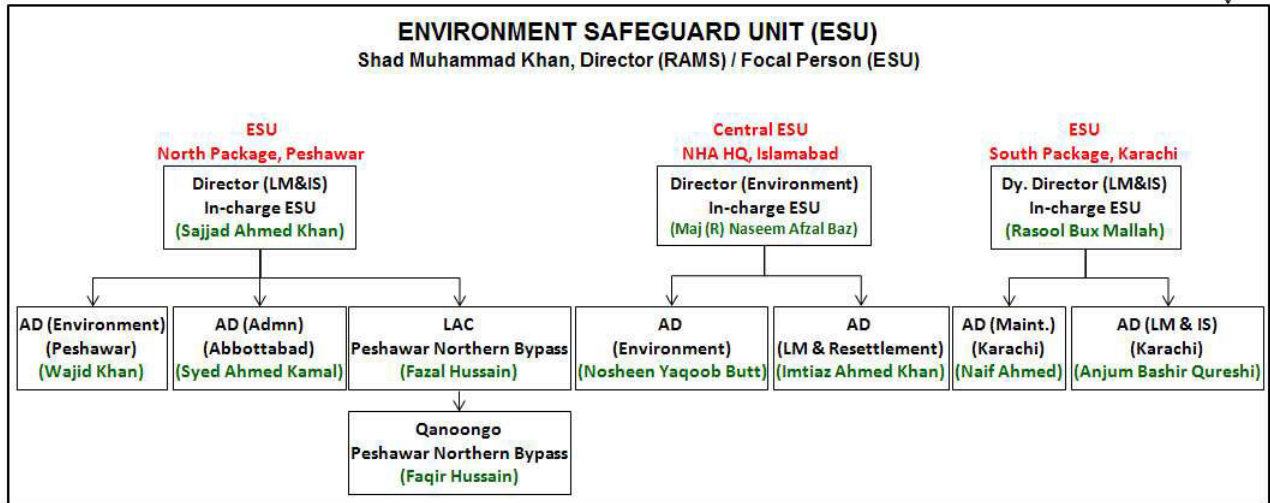 ENVIRONMENT SAFEGUARD UNIT (ESU)
Shad Muhammad Khan, Director (RAMS) / Focal Person (ESU)
ESU
North Package, Peshawar
Director (LM&IS)
In-charge ESU
(Sajjad Ahmed Khan)
Central ESU
NHA HQ, Islamabad
Director (Environment)
In-charge ESU
(Maj (R) Naseem Afzal Baz)
ESU
South Package, Karachi
Dy. Director (LM&IS)
In-charge ESU
(Rasool Bux Mallah)
AD (Environment)
(Peshawar)
(Wajid Khan)
AD (Admn)
(Abbottabad)
(Syed Ahmed Kamal)
LAC
Peshawar Northern Bypass
(Fazal Hussain)
AD
(Environment)
(Nosheen Yaqoob Butt)
AD
(LM & Resettlement)
(Imtiaz Ahmed Khan)
AD (Maint.)
(Karachi)
(Naif Ahmed)
AD (LM & IS)
(Karachi)
(Anjum Bashir Qureshi)
Qanoongo
Peshawar Northern Bypass
(Faqir Hussain)